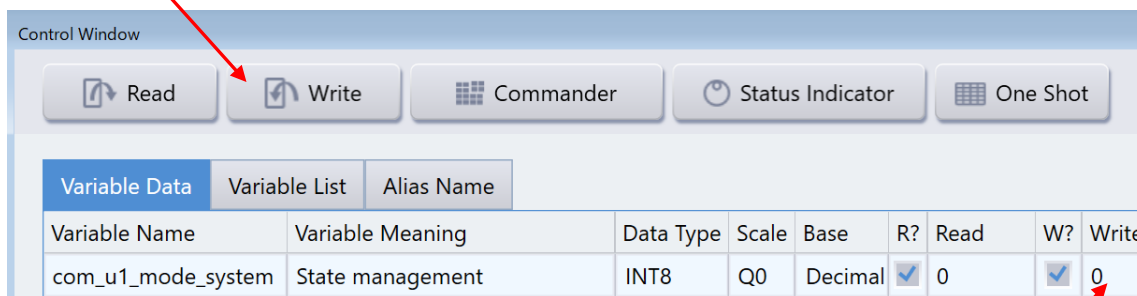 Control Window
Read Write Commander Status Indicator One Shot
Variable Data Variable List Alias Name
Variable Name Variable Meaning Data Type Scale Base R? Read W? Write
com_u1_mode_system State management INT8 Q0 Decimal 0 0